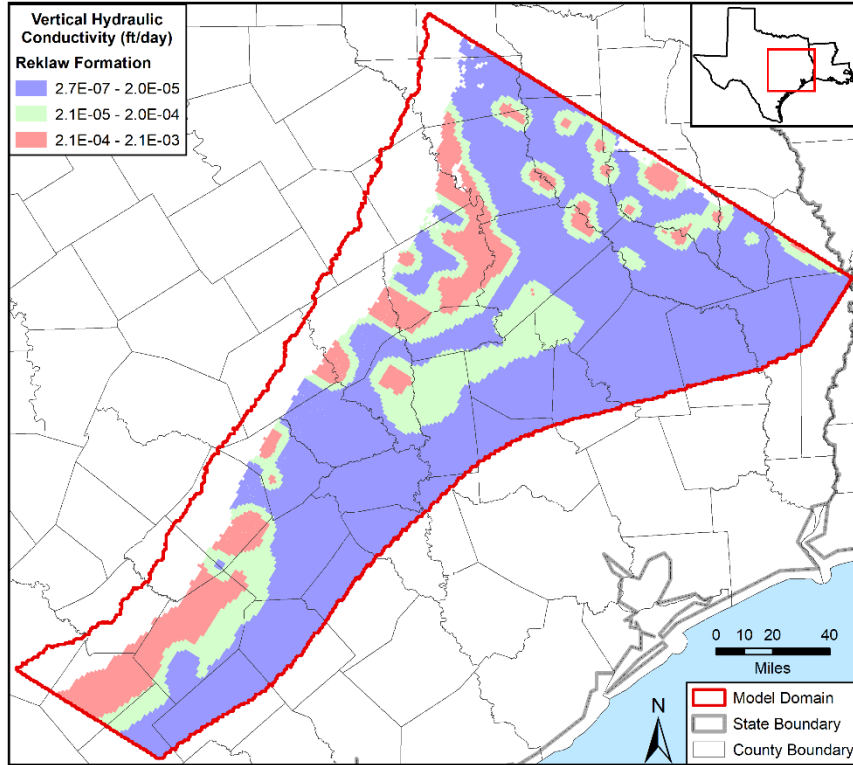 Vertical Hydraulic
Conductivity (ft/day)
Reklaw Formation
2.7E-07 - 2.0E-05
2.1E-05 - 2.0E-04
2.1E-04 - 2.1E-03
0 10 20 40
Miles
N
Model Domain
State Boundary
County Boundary